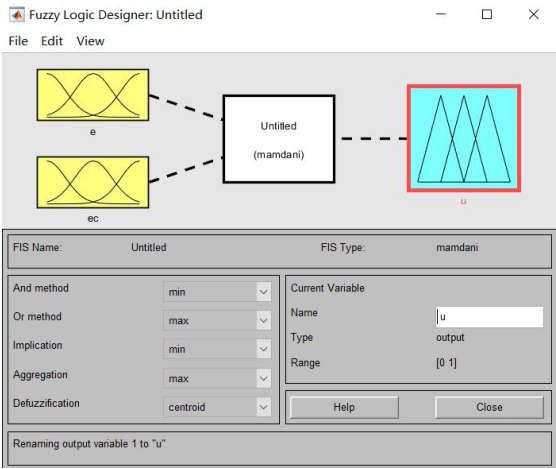 Fuzzy Logic Designer: Untitled
File Edit View
e
Untitled
(mamdani)
ec
u
FIS Name: Untitled FIS Type: mamdani
And method min
Or method max
Implication min
Aggregation max
Defuzzification centroid
Current Variable
Name u
Type output
Range [0 1]
Help Close
Renaming output variable 1 to "u"